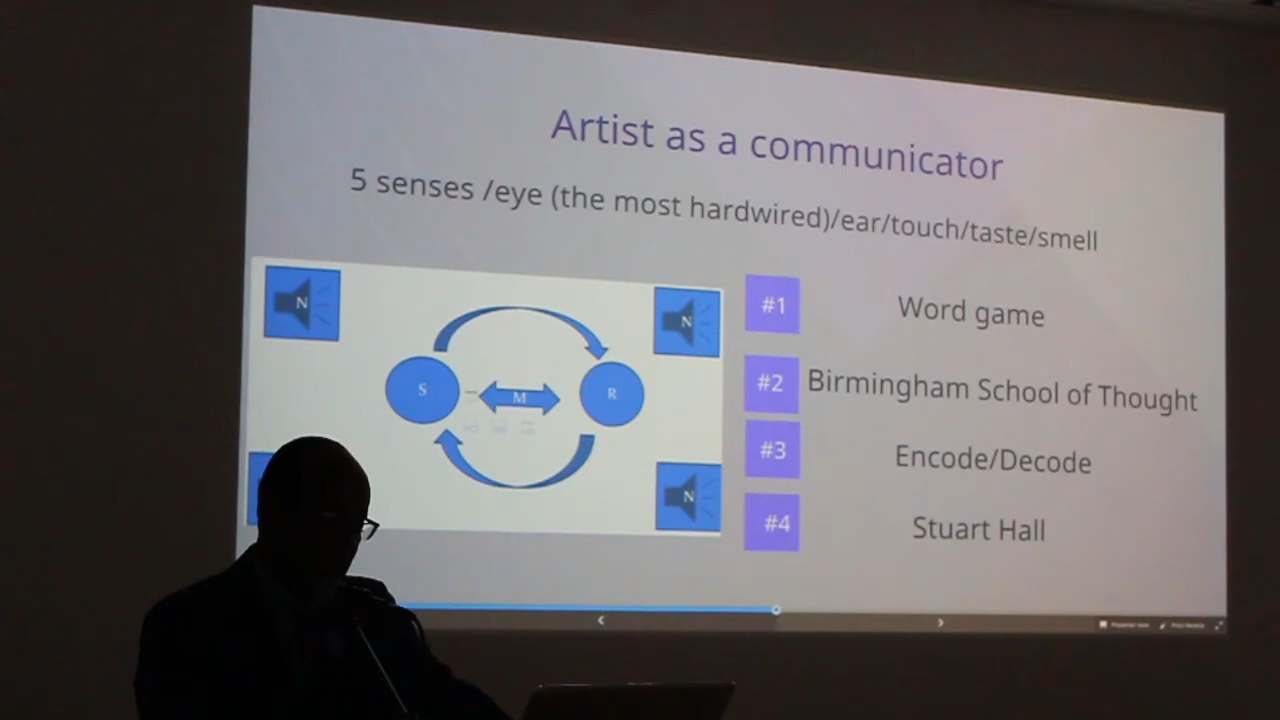 Artist as a communicator
5 senses /eye (the most hardwired)/ear/touch/taste/smell
N
N
S
M
R
N
#1 Word game
#2 Birmingham School of Thought
#3 Encode/Decode
#4 Stuart Hall